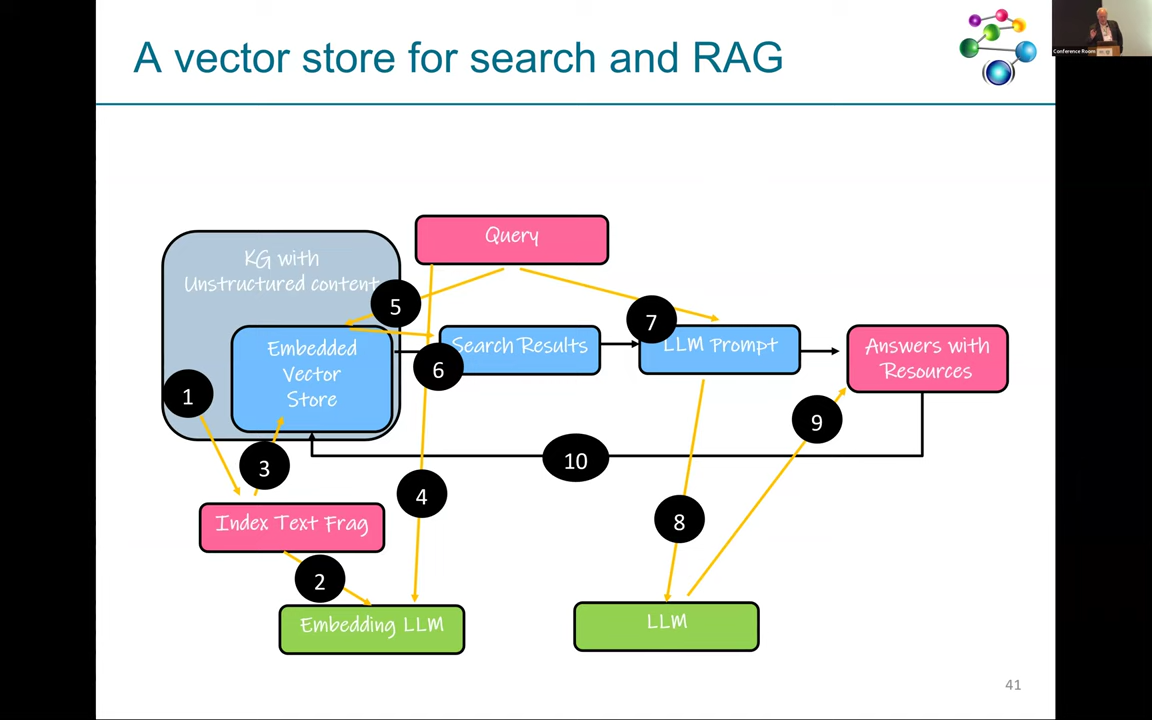 A vector store for search and RAG
Conference Room
Query
KG with
Unstructured content
5
7
Search Results
LLM Prompt
Answers with
Resources
Embedded
Vector
Store
6
1
9
3
10
4
8
Index Text Frag
2
Embedding LLM
LLM
41